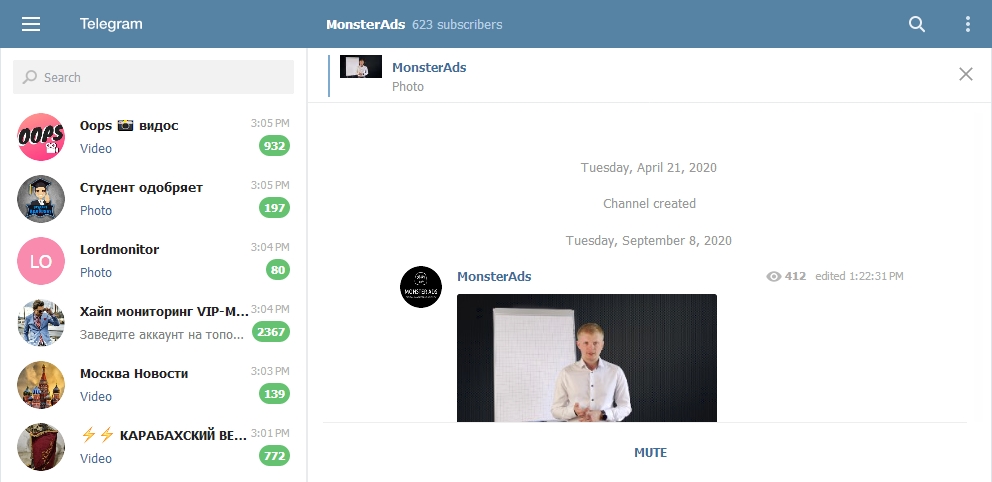 Telegram
MonsterAds 623 subscribers
Search
MonsterAds
Photo
Oops 📸 видос 3:05 PM
Video 932
Студент одобряет 3:05 PM
Photo 197
LO
Lordmonitor 3:04 PM
Photo 80
Хайп мониторинг VIP-M... 3:04 PM
Заведите аккаунт на топо... 2367
Москва Новости 3:03 PM
Video 139
⚡⚡ КАРАБАХСКИЙ ВЕ... 3:01 PM
Video 772
Tuesday, April 21, 2020
Channel created
Tuesday, September 8, 2020
MonsterAds 412 edited 1:22:31 PM
MONSTER ADS
MUTE
OOPS